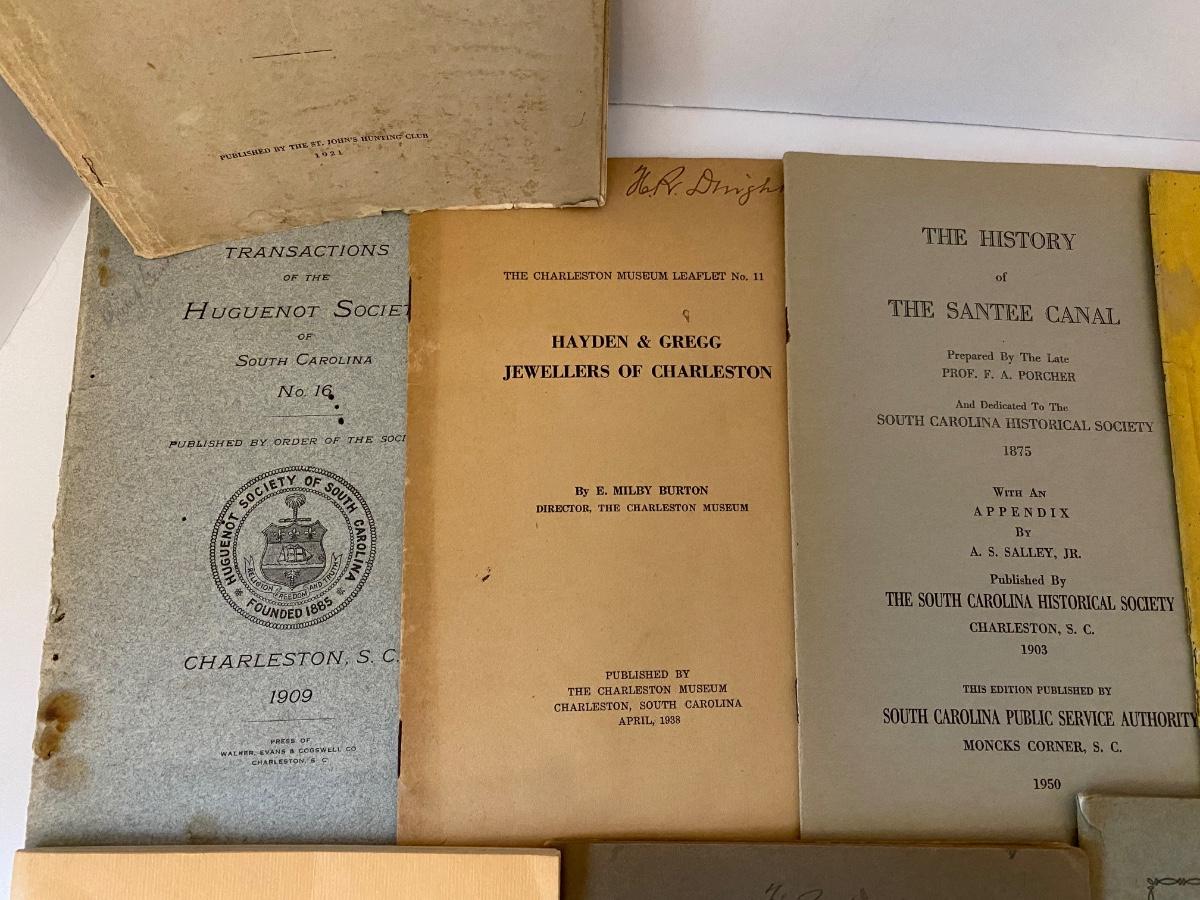 PUBLISHED BY THE ST. JOHN'S HUNTING CLUB
1921
TRANSACTIONS
OF THE
HUGUENOT SOCIET
OF
SOUTH CAROLINA
No. 16
PUBLISHED BY ORDER OF THE SOCI
HUGUENOT SOCIETY OF SOUTH CAROLINA
RELIGION FREEDOM AND TRUTH
FOUNDED 1885
CHARLESTON, S. C.
1909
PRESS OF
WALKER, EVANS & COGSWELL CO
CHARLESTON, S C
H. R. Dwigh
THE CHARLESTON MUSEUM LEAFLET No. 11
HAYDEN & GREGG
JEWELLERS OF CHARLESTON
By E. MILBY BURTON
DIRECTOR, THE CHARLESTON MUSEUM
PUBLISHED BY
THE CHARLESTON MUSEUM
CHARLESTON, SOUTH CAROLINA
APRIL, 1938
THE HISTORY
of
THE SANTEE CANAL
Prepared By The Late
PROF. F. A. PORCHER
And Dedicated To The
SOUTH CAROLINA HISTORICAL SOCIETY
1875
With An
APPENDIX
By
A. S. SALLEY, JR.
Published By
THE SOUTH CAROLINA HISTORICAL SOCIETY
CHARLESTON, S. C.
1903
THIS EDITION PUBLISHED BY
SOUTH CAROLINA PUBLIC SERVICE AUTHORITY
MONCKS CORNER, S. C.
1950